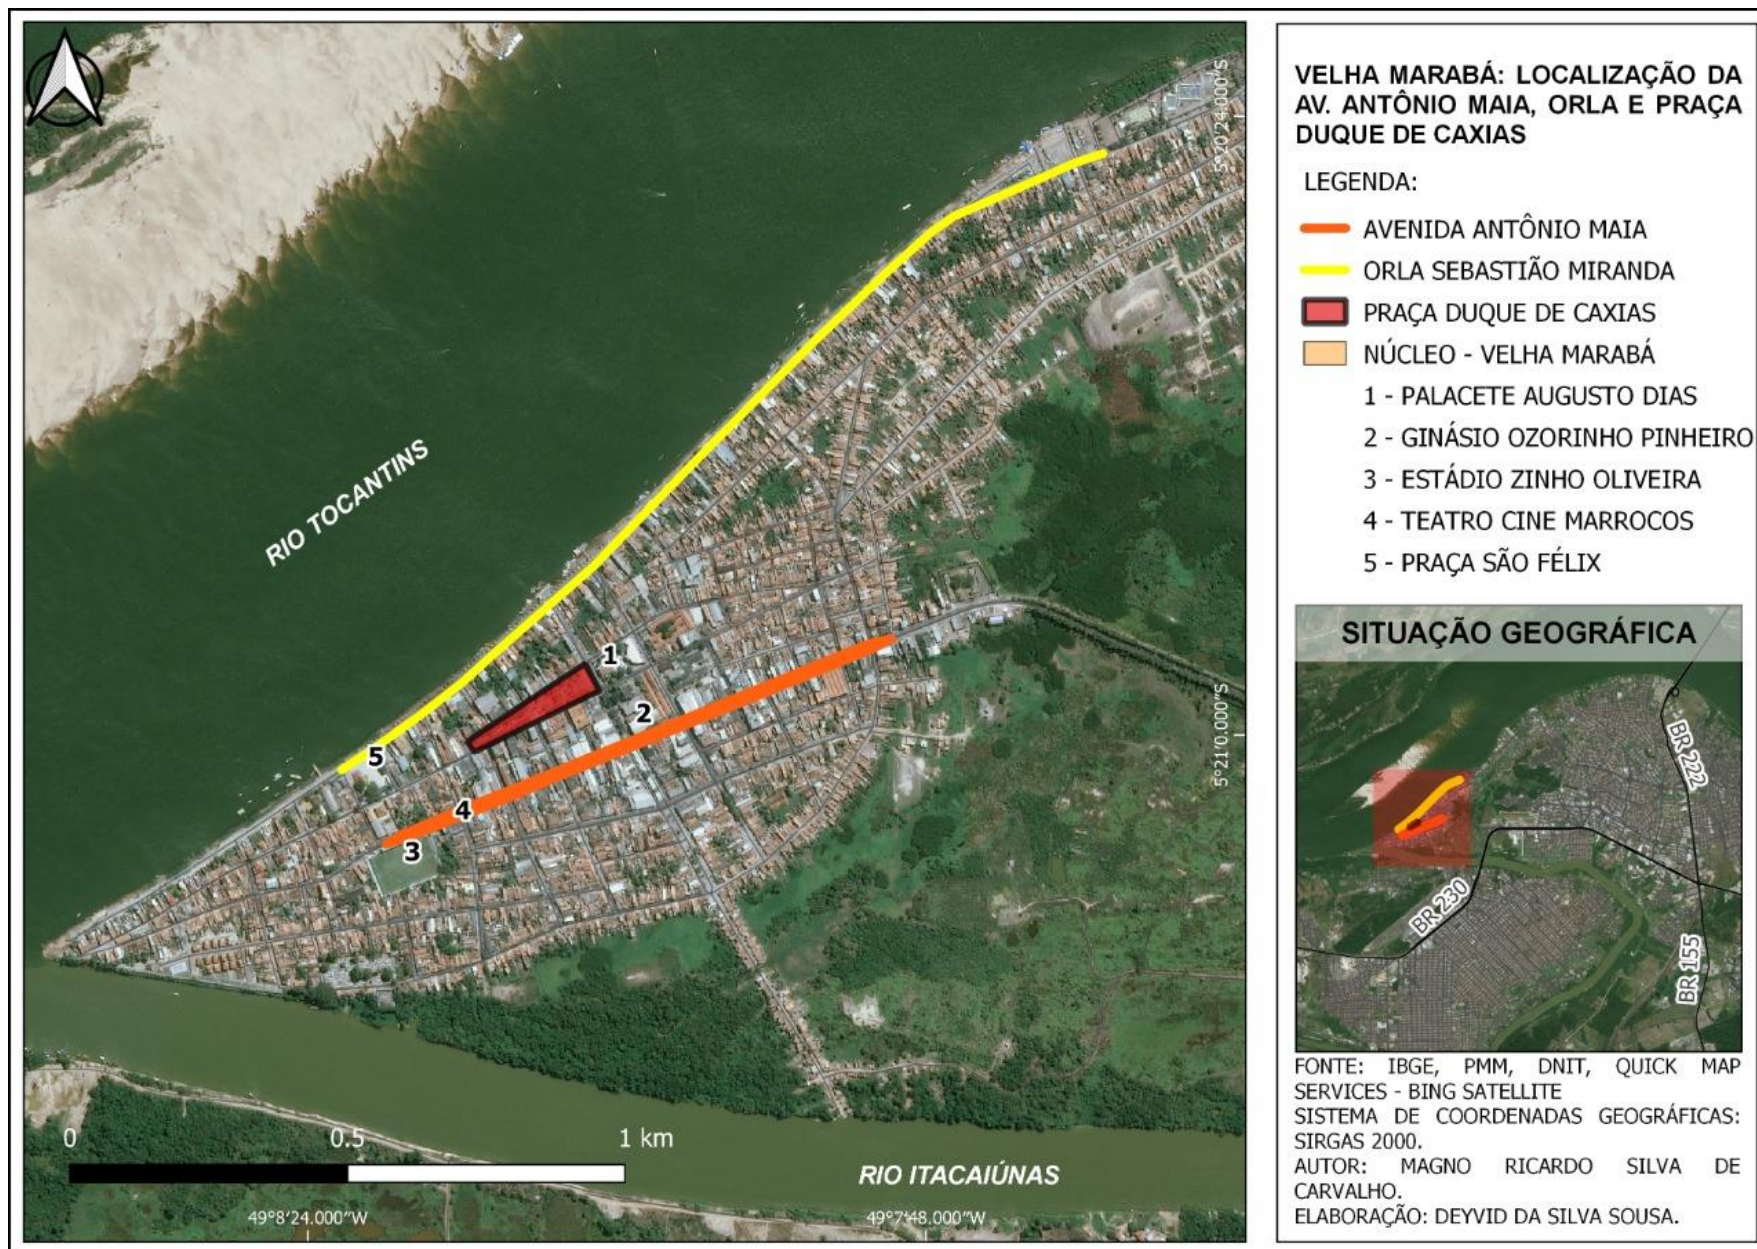 VELHA MARABÁ: LOCALIZAÇÃO DA
AV. ANTÔNIO MAIA, ORLA E PRAÇA
DUQUE DE CAXIAS
LEGENDA:
AVENIDA ANTÔNIO MAIA
ORLA SEBASTIÃO MIRANDA
PRAÇA DUQUE DE CAXIAS
NÚCLEO - VELHA MARABÁ
1 - PALACETE AUGUSTO DIAS
2 - GINÁSIO OZORINHO PINHEIRO
3 - ESTÁDIO ZINHO OLIVEIRA
4 - TEATRO CINE MARROCOS
5 - PRAÇA SÃO FÉLIX
SITUAÇÃO GEOGRÁFICA
BR 222
BR 230
BR 155
FONTE: IBGE, PMM, DNIT, QUICK MAP
SERVICES - BING SATELLITE
SISTEMA DE COORDENADAS GEOGRÁFICAS:
SIRGAS 2000.
AUTOR: MAGNO RICARDO SILVA DE
CARVALHO.
ELABORAÇÃO: DEYVID DA SILVA SOUSA.
5°20'24.000"S
RIO TOCANTINS
1
2
5°21'0.000"S
5
4
3
0 0.5 1 km
RIO ITACAIÚNAS
49°8'24.000"W
49°7'48.000"W